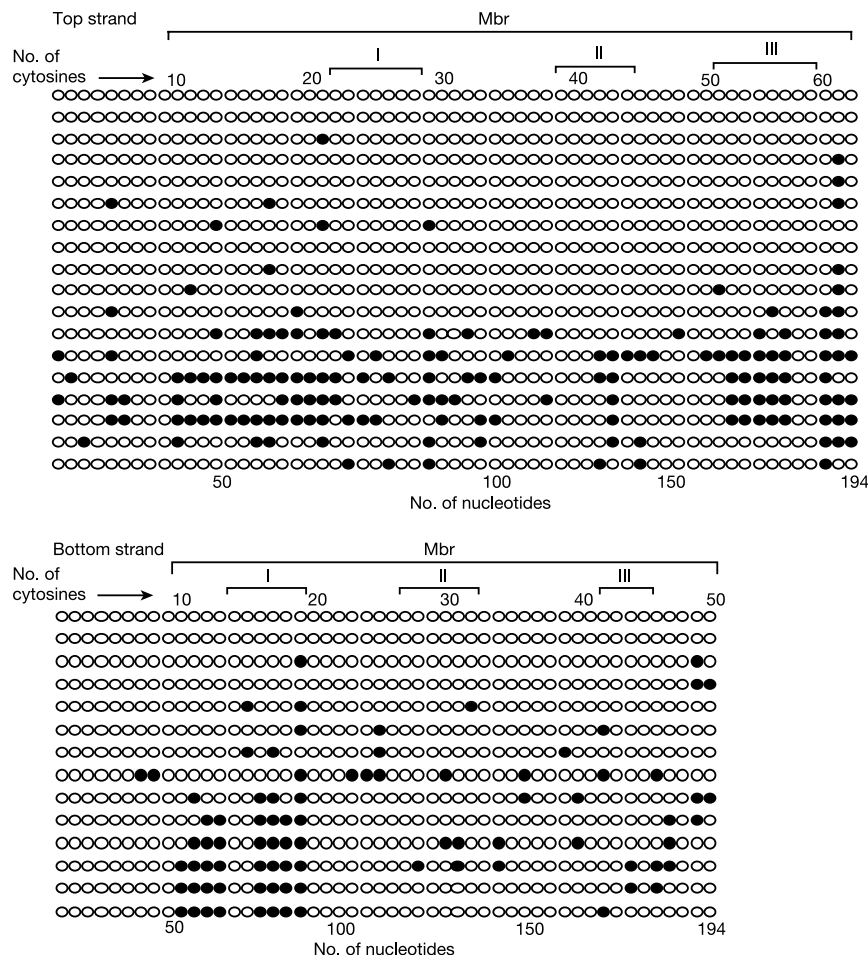 Top strand Mbr
No. of cytosines I II III
10 20 30 40 50 60
50 100 150 194
No. of nucleotides
Bottom strand Mbr
No. of cytosines I II III
10 20 30 40 50
50 100 150 194
No. of nucleotides